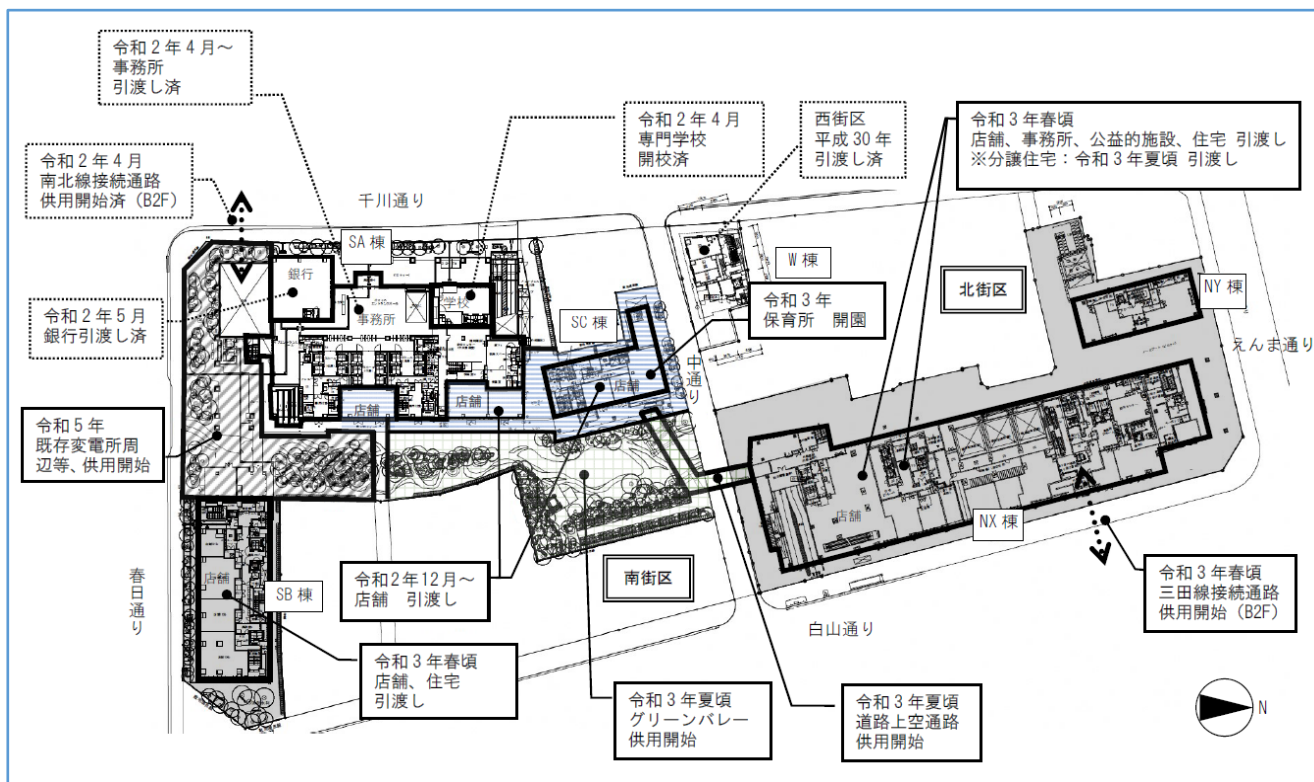 令和2年4月～
事務所
引渡し済
令和2年4月
専門学校
開校済
西街区
平成30年
引渡し済
令和3年春頃
店舗、事務所、公益的施設、住宅 引渡し
※分譲住宅：令和3年夏頃 引渡し
令和2年4月
南北線接続通路
供用開始済（B2F）
千川通り
SA棟
銀行
学校
事務所
W棟
北街区
NY棟
えんま通り
令和2年5月
銀行引渡し済
SC棟
令和3年
保育所 開園
店舗
中通り
店舗
店舗
令和5年
既存変電所周
辺等、供用開始
店舗
NX棟
春日通り
店舗
SB棟
令和2年12月～
店舗 引渡し
南街区
白山通り
令和3年春頃
三田線接続通路
供用開始（B2F）
令和3年春頃
店舗、住宅
引渡し
令和3年夏頃
グリーンバレー
供用開始
令和3年夏頃
道路上空通路
供用開始
N